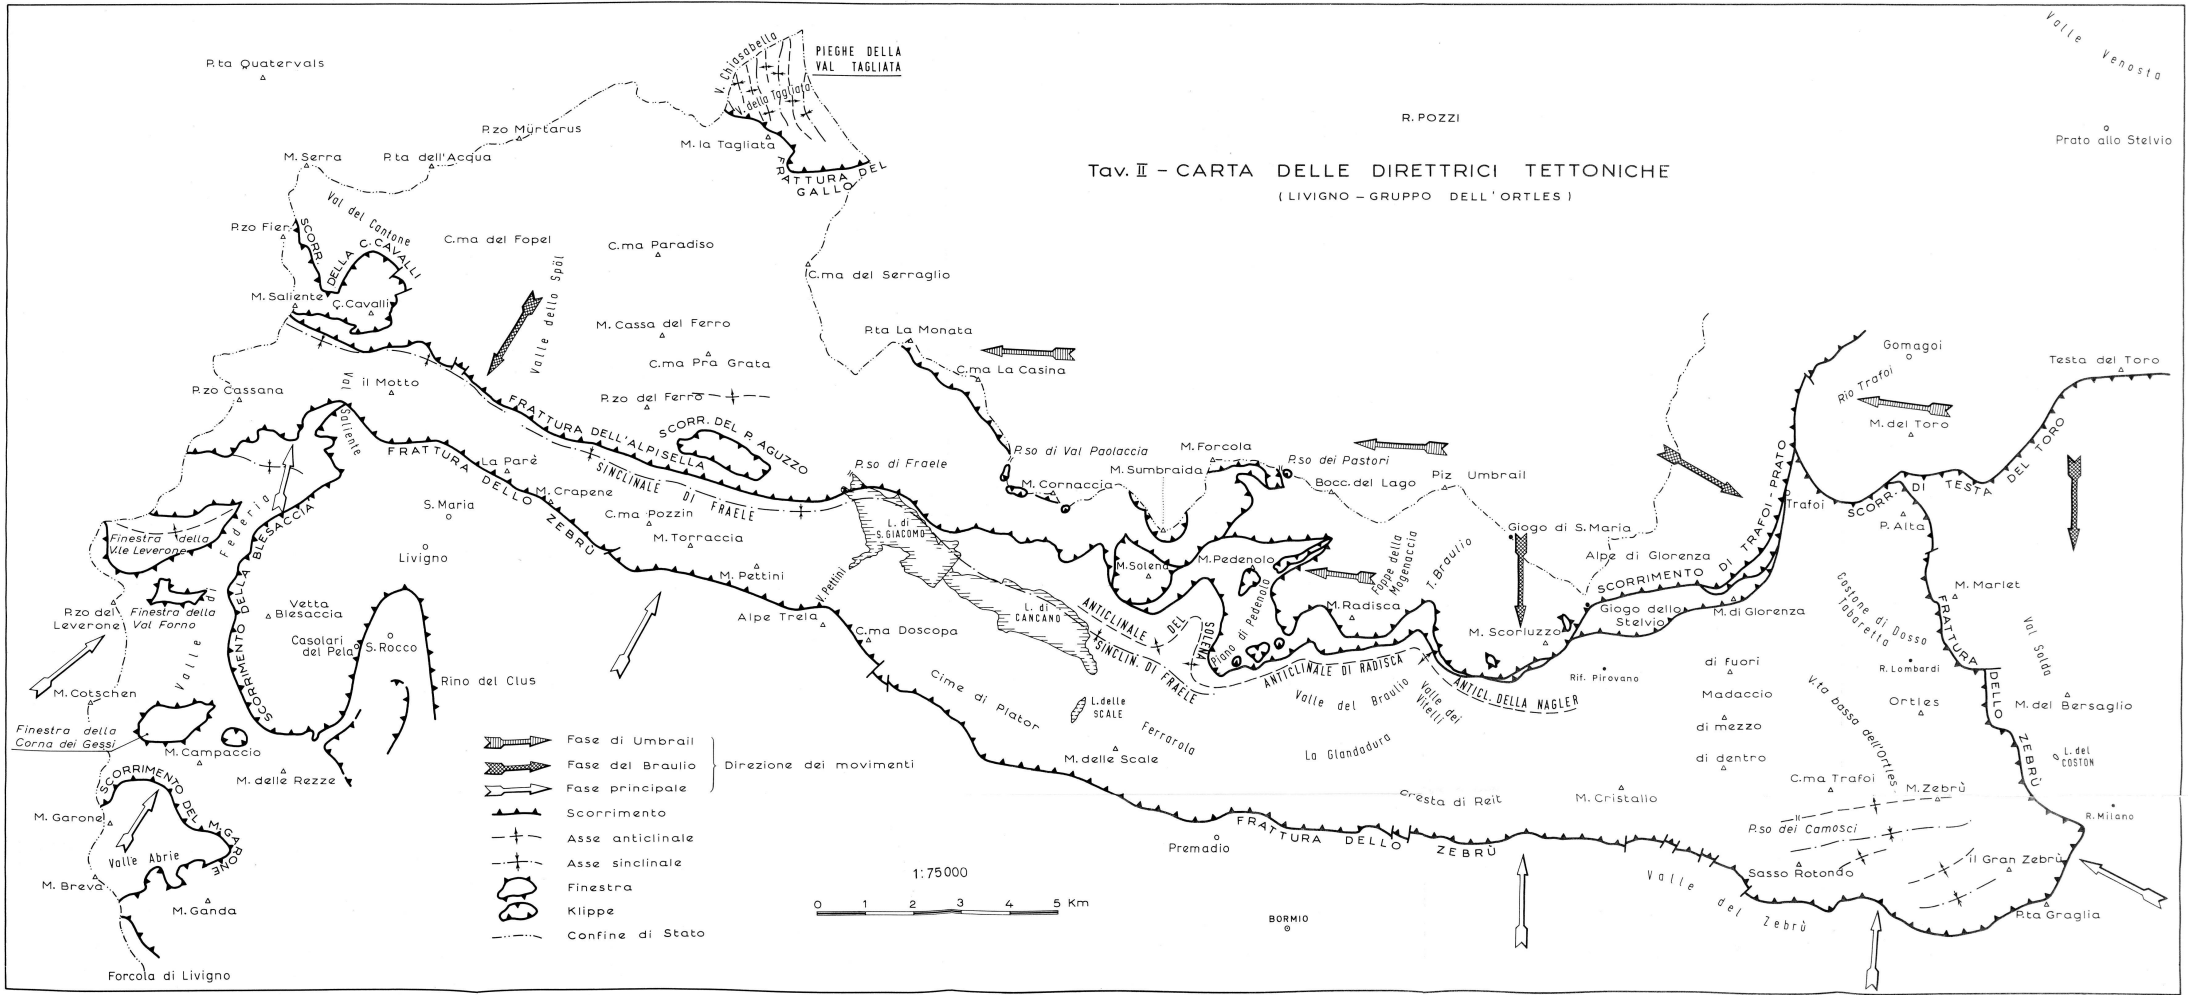 Valle Venosta
P.ta Quatervals
V. Chiasabella
PIEGHE DELLA
VAL TAGLIATA
V. della Tagliata
R. POZZI
Prato allo Stelvio
P.zo Mürtarus
M. la Tagliata
M. Serra
P.ta dell'Acqua
FRATTURA DEL
GALLO
Tav. II – CARTA DELLE DIRETTRICI TETTONICHE
( LIVIGNO – GRUPPO DELL'ORTLES )
Val del Cantone
P.zo Fier
SCORR.
DELLA C. CAVALLI
C.ma del Fopel
C.ma Paradiso
C.ma del Serraglio
Valle dello Spöl
M. Saliente
C. Cavalli
M. Cassa del Ferro
P.ta La Monata
C.ma Pra Grata
C.ma La Casina
Gomagoi
Testa del Toro
P.zo Cassana
Val
Saliente
il Motto
P.zo del Ferro
Rio Trafoi
M. del Toro
FRATTURA DELL'ALPISELLA
SCORR. DEL P. AGUZZO
SINCLINALE DI
FRAELE
FRATTURA
DELLO
ZEBRÙ
La Parè
P.so di Fraele
P.so di Val Paolaccia
M. Forcola
M. Sumbraida
P.so dei Pastori
M. Crapene
M. Cornaccia
Bocc. del Lago
Piz Umbrail
Trafoi
SCORR. DI TESTA DEL TORO
S. Maria
C.ma Pozzin
M. Torraccia
L. di
S. GIACOMO
Giogo di S. Maria
P. Alta
Finestra della
V.le Leverone
Valle di Federia
SCORRIMENTO DELLA BLESACCIA
Livigno
M. Pettini
V. Pettini
M. Solena
M. Pedenolo
Foppe della
Mogenaccia
T. Braulio
Alpe di Glorenza
SCORRIMENTO DI TRAFOI - PRATO
P.zo del
Leverone
Finestra della
Val Forno
Vetta
Blesaccia
Alpe Trela
L. di
CANCANO
Piano di Pedenolo
M. Radisca
Giogo dello
Stelvio
M. di Glorenza
Costone di Dosso
Tabaretta
M. Marlet
Casolari
del Pela
S. Rocco
C.ma Doscopa
ANTICLINALE DEL
SOLENA
SINCLIN. DI FRAELE
M. Scorluzzo
FRATTURA
DELLO
ZEBRÙ
Val Solda
M. Cotschen
Rino del Clus
Cime di Plator
ANTICLINALE DI RADISCA
ANTICL. DELLA NAGLER
Rif. Pirovano
di Fuori
R. Lombardi
Finestra della
Corna dei Gessi
L. delle
SCALE
Valle del Braulio
Valle dei
Vitelli
Madaccio
di mezzo
V.ta bassa
dell'Ortles
Ortles
M. del Bersaglio
M. Campaccio
Fase di Umbrail
Fase del Braulio
Direzione dei movimenti
Fase principale
Ferrarola
M. delle Scale
La Glandadura
di dentro
L. del
COSTON
SCORRIMENTO DEL M. GARONE
M. delle Rezze
Cresta di Reit
M. Cristallo
C.ma Trafoi
M. Zebrù
M. Garone
Scorrimento
P.so dei Camosci
R. Milano
Asse anticlinale
Premadio
FRATTURA DELLO ZEBRÙ
Valle Abrie
Asse sinclinale
il Gran Zebrù
M. Breva
Finestra
1:75000
Valle del Zebrù
Sasso Rotondo
M. Ganda
Klippe
0 1 2 3 4 5 Km
BORMIO
P.ta Graglia
Confine di Stato
Forcola di Livigno